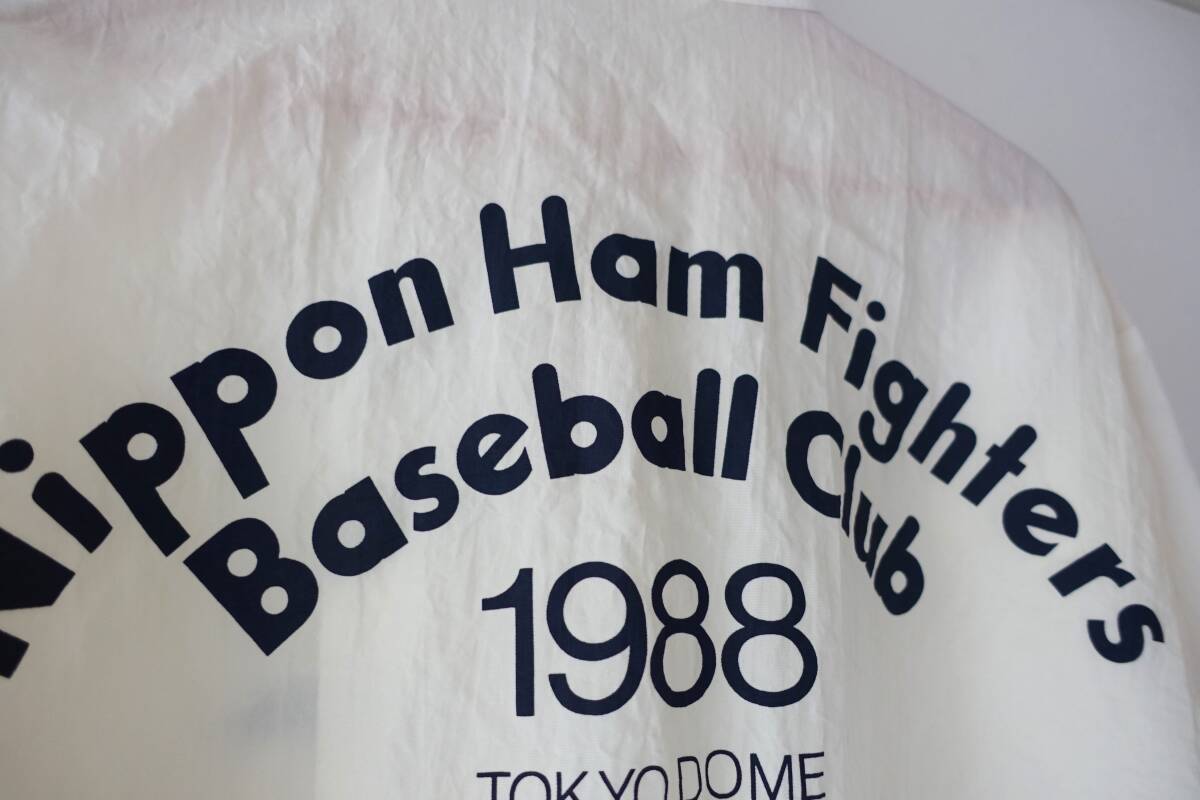 Nippon Ham Fighters
Baseball Club
1988
TOKYO DOME